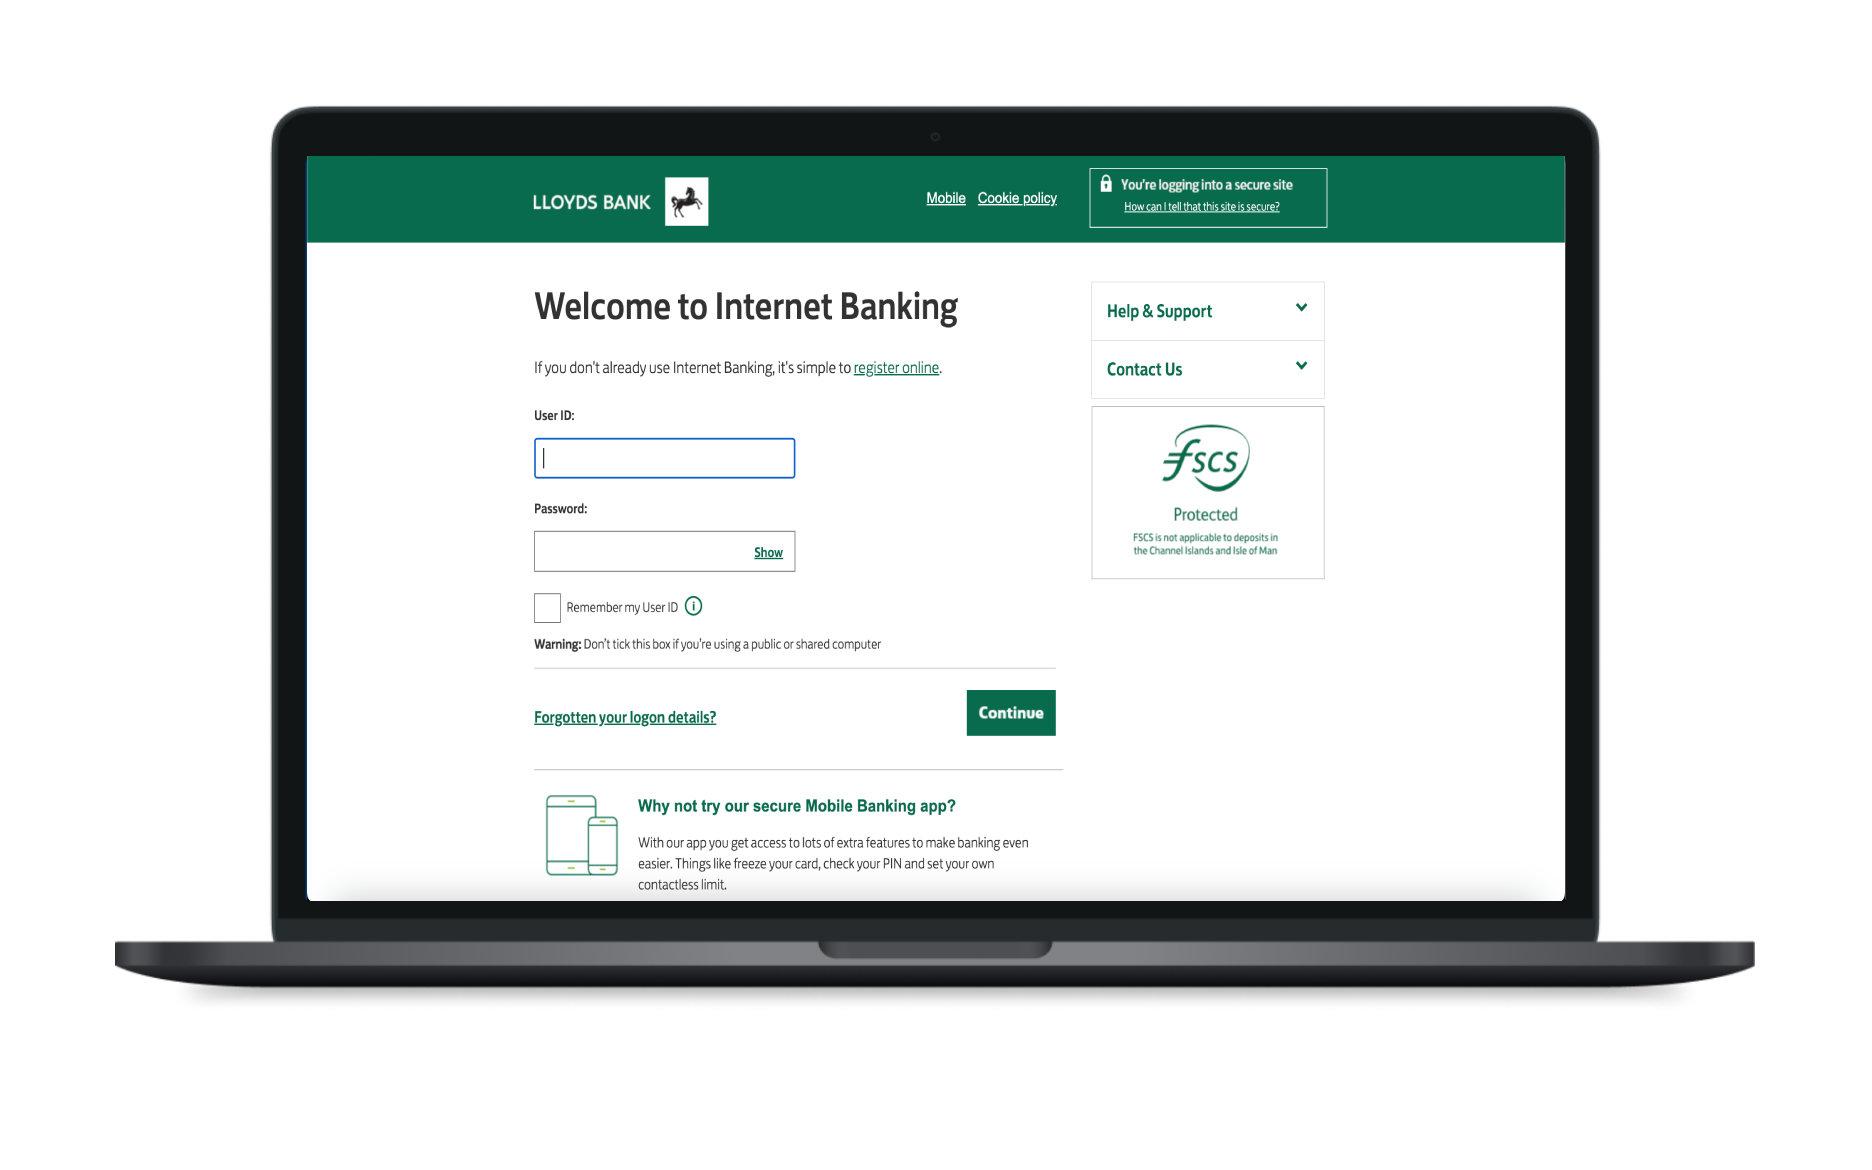 LLOYDS BANK
Mobile Cookie policy
You're logging into a secure site
How can I tell that this site is secure?
Welcome to Internet Banking
If you don't already use Internet Banking, it's simple to register online.
User ID:
Password:
Show
Remember my User ID
Warning: Don't tick this box if you're using a public or shared computer
Forgotten your logon details?
Continue
Why not try our secure Mobile Banking app?
With our app you get access to lots of extra features to make banking even
easier. Things like freeze your card, check your PIN and set your own
contactless limit.
Help & Support
Contact Us
FSCS
Protected
FSCS is not applicable to deposits in
the Channel Islands and Isle of Man